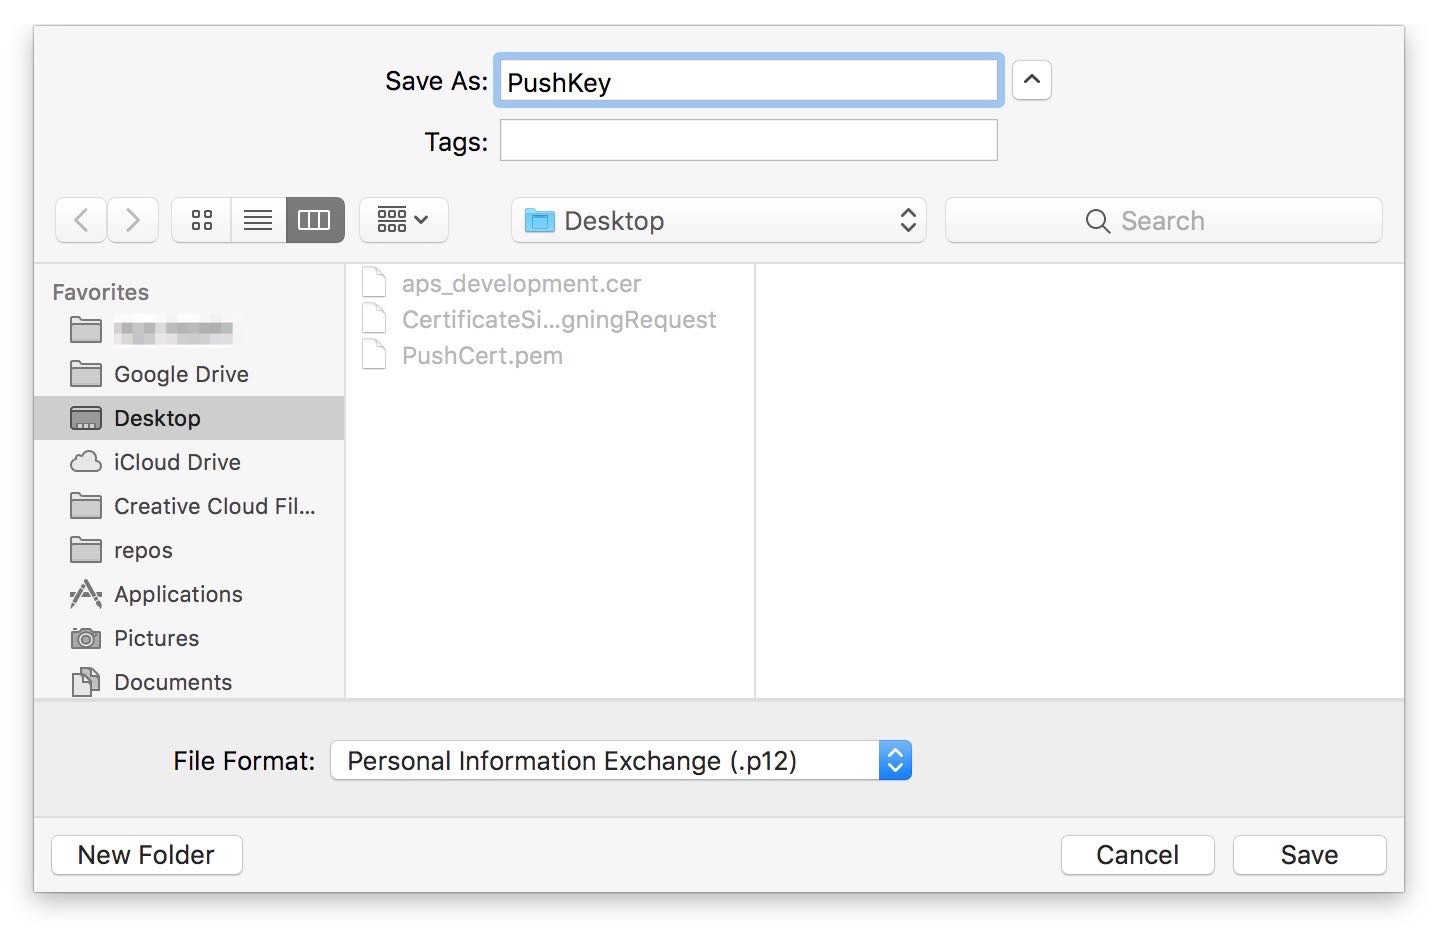 Save As: PushKey
Tags:
Desktop
Search
Favorites
Google Drive
Desktop
iCloud Drive
Creative Cloud Fil...
repos
Applications
Pictures
Documents
aps_development.cer
CertificateSi...gningRequest
PushCert.pem
File Format: Personal Information Exchange (.p12)
New Folder
Cancel
Save